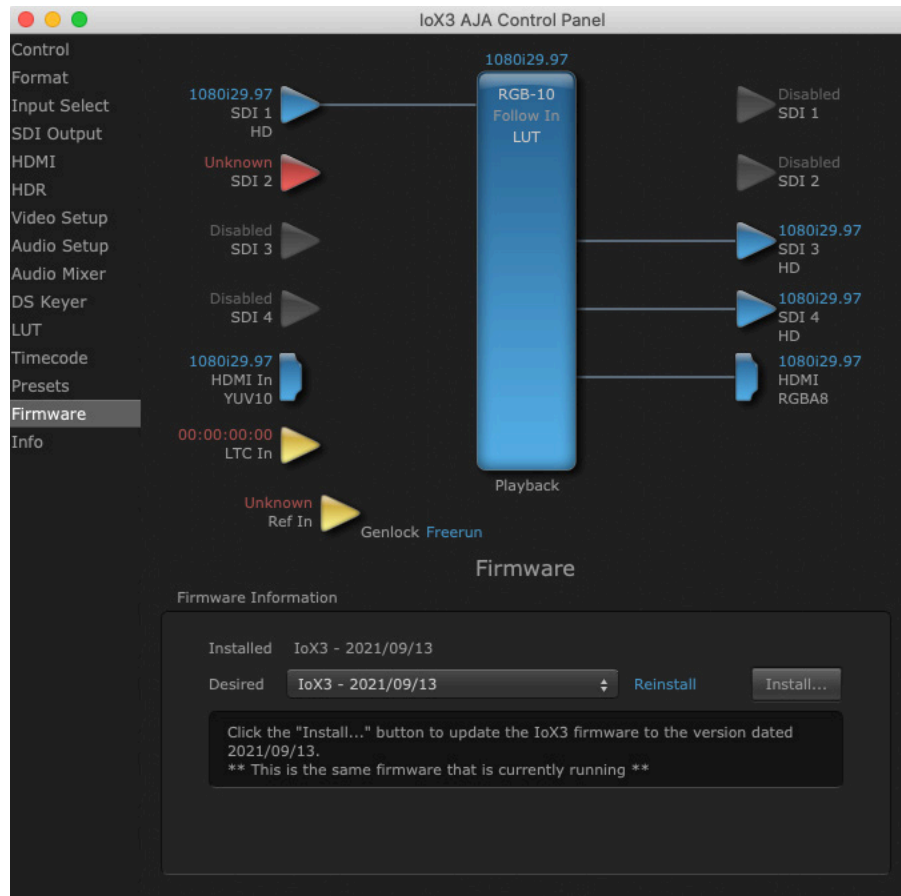 IoX3 AJA Control Panel
Control
Format
Input Select
SDI Output
HDMI
HDR
Video Setup
Audio Setup
Audio Mixer
DS Keyer
LUT
Timecode
Presets
Firmware
Info
1080i29.97
SDI 1
HD
Unknown
SDI 2
Disabled
SDI 3
Disabled
SDI 4
1080i29.97
HDMI In
YUV10
00:00:00:00
LTC In
Unknown
Ref In
Genlock Freerun
1080i29.97
RGB-10
Follow In
LUT
Playback
Disabled
SDI 1
Disabled
SDI 2
1080i29.97
SDI 3
HD
1080i29.97
SDI 4
HD
1080i29.97
HDMI
RGBA8
Firmware
Firmware Information
Installed IoX3 - 2021/09/13
Desired IoX3 - 2021/09/13 Reinstall Install...
Click the "Install..." button to update the IoX3 firmware to the version dated
2021/09/13.
** This is the same firmware that is currently running **